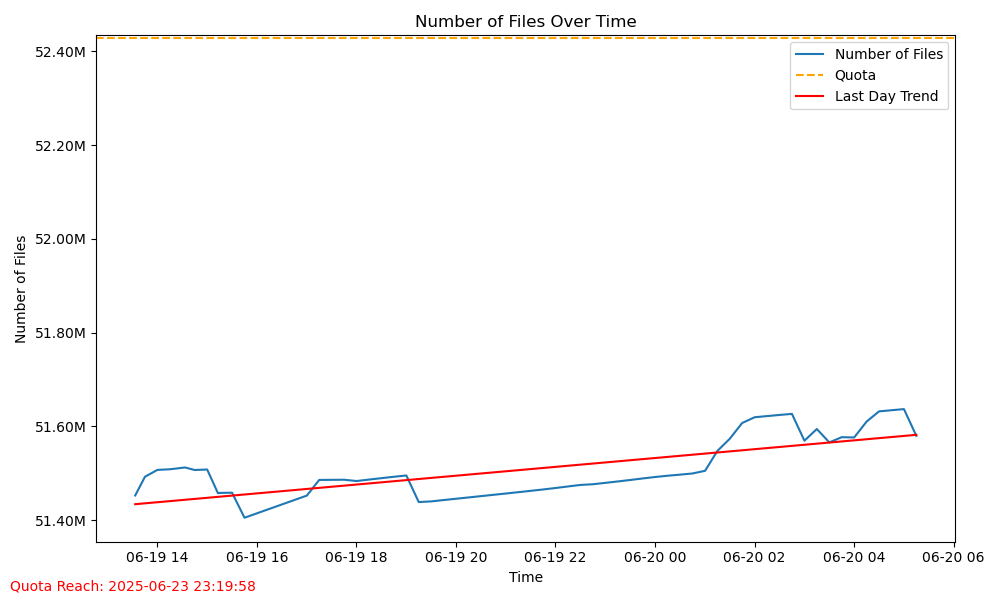 Number of Files Over Time
52.40M
52.20M
52.00M
51.80M
51.60M
51.40M
Number of Files
Number of Files
Quota
Last Day Trend
06-19 14 06-19 16 06-19 18 06-19 20 06-19 22 06-20 00 06-20 02 06-20 04 06-20 06
Time
Quota Reach: 2025-06-23 23:19:58